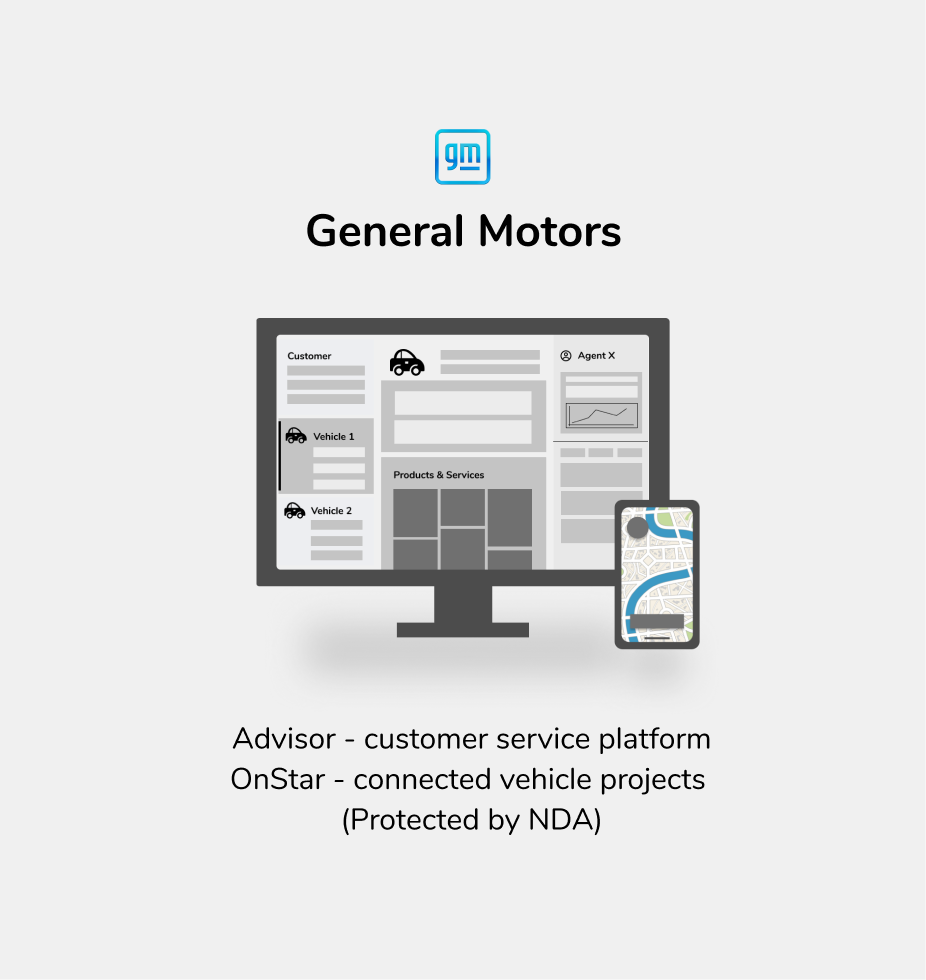 gm
General Motors
Customer
Agent X
Vehicle 1
Products & Services
Vehicle 2
Advisor - customer service platform
OnStar - connected vehicle projects
(Protected by NDA)